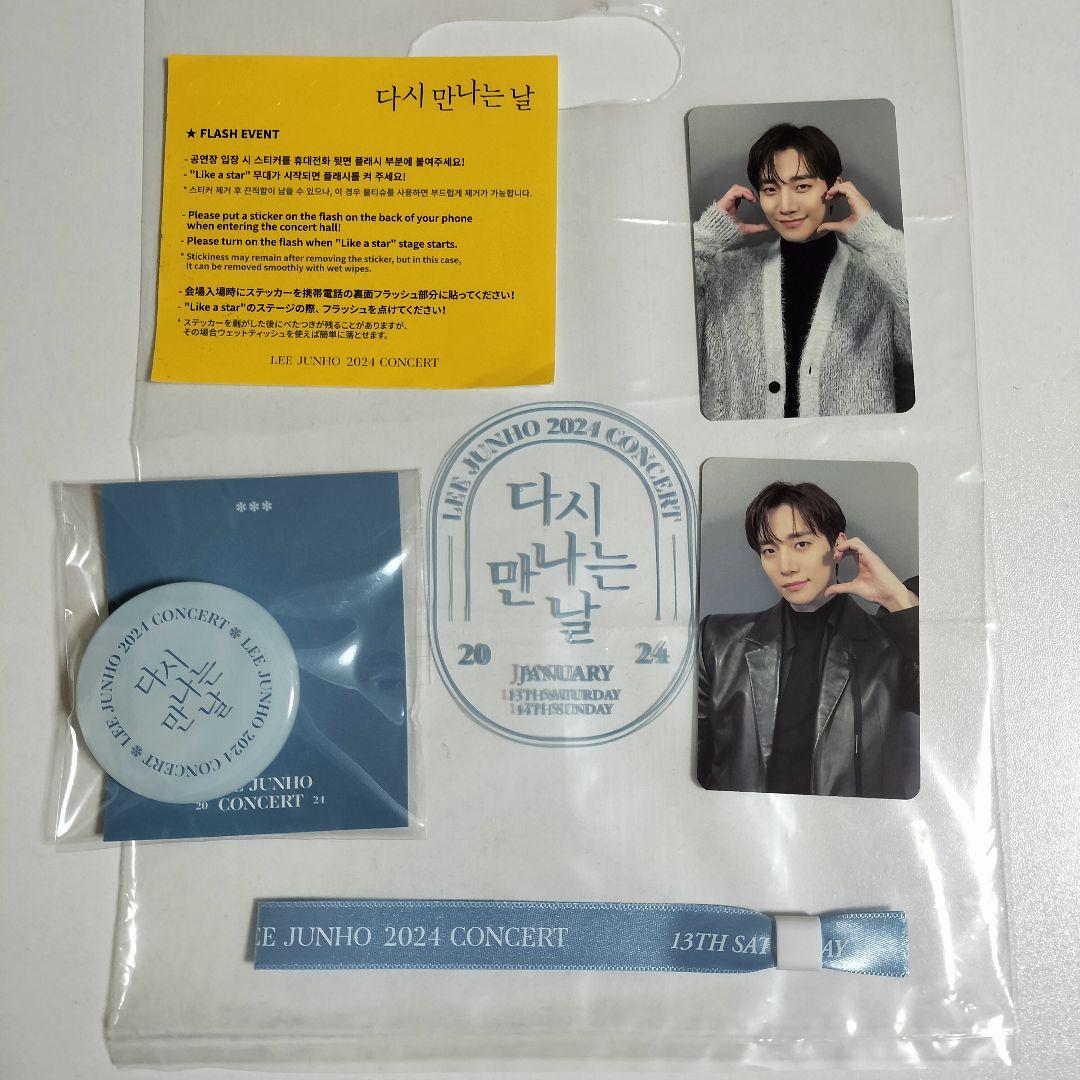 다시 만나는 날
★ FLASH EVENT
- 공연장 입장 시 스티커를 휴대전화 뒷면 플래시 부분에 붙여주세요!
- "Like a star" 무대가 시작되면 플래시를 켜 주세요!
* 스티커 제거 후 끈적함이 남을 수 있으나, 이 경우 물티슈를 사용하면 부드럽게 제거가 가능합니다.
- Please put a sticker on the flash on the back of your phone
when entering the concert hall!
- Please turn on the flash when "Like a star" stage starts.
* Stickiness may remain after removing the sticker, but in this case,
it can be removed smoothly with wet wipes.
- 会場入場時にステッカーを携帯電話の裏面フラッシュ部分に貼ってください!
- "Like a star"のステージの際、フラッシュを点けてください!
* ステッカーを剥がした後にべたつきが残ることがありますが、
その場合ウェットティッシュを使えば簡単に落とせます。
LEE JUNHO 2024 CONCERT
LEE JUNHO 2024 CONCERT
다시
만나는
날
20 24
JANUARY
13TH SATURDAY
14TH SUNDAY
***
LEE JUNHO 2024 CONCERT * LEE JUNHO 2024 CONCERT *
다시
만나는
날
EE JUNHO
20 CONCERT 24
EE JUNHO 2024 CONCERT
13TH SAT AY